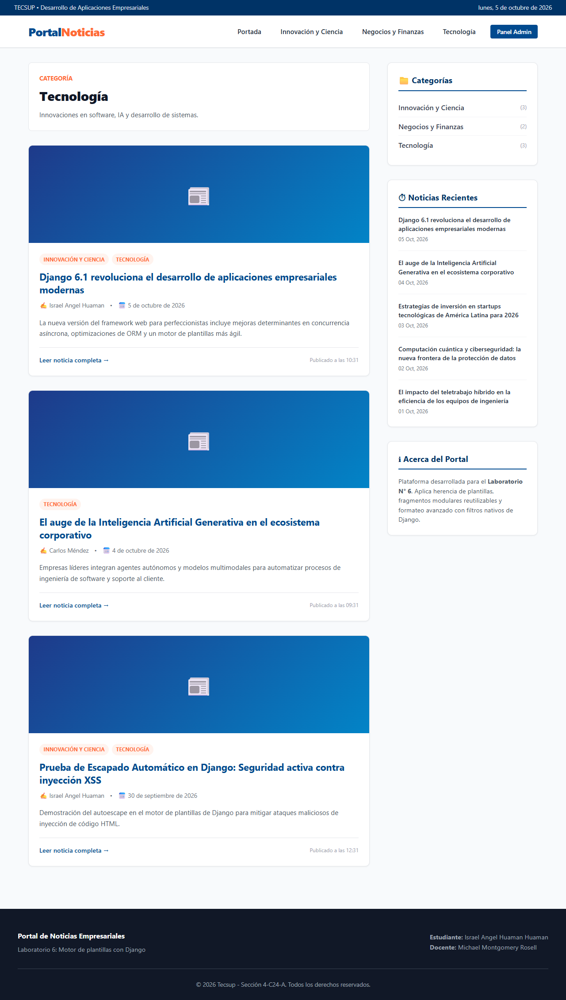 TECSUP • Desarrollo de Aplicaciones Empresariales
lunes, 5 de octubre de 2026
PortalNoticias
Portada
Innovación y Ciencia
Negocios y Finanzas
Tecnología
Panel Admin
CATEGORÍA
Tecnología
Innovaciones en software, IA y desarrollo de sistemas.
INNOVACIÓN Y CIENCIA
TECNOLOGÍA
Django 6.1 revoluciona el desarrollo de aplicaciones empresariales
modernas
Israel Angel Huaman • 5 de octubre de 2026
La nueva versión del framework web para perfeccionistas incluye mejoras determinantes en concurrencia
asíncrona, optimizaciones de ORM y un motor de plantillas más ágil.
Leer noticia completa →
Publicado a las 10:31
TECNOLOGÍA
El auge de la Inteligencia Artificial Generativa en el ecosistema
corporativo
Carlos Méndez • 4 de octubre de 2026
Empresas líderes integran agentes autónomos y modelos multimodales para automatizar procesos de
ingeniería de software y soporte al cliente.
Leer noticia completa →
Publicado a las 09:31
INNOVACIÓN Y CIENCIA
TECNOLOGÍA
Prueba de Escapado Automático en Django: Seguridad activa contra
inyección XSS
Israel Angel Huaman • 30 de septiembre de 2026
Demostración del autoescape en el motor de plantillas de Django para mitigar ataques maliciosos de
inyección de código HTML.
Leer noticia completa →
Publicado a las 12:31
Categorías
Innovación y Ciencia (3)
Negocios y Finanzas (2)
Tecnología (3)
Noticias Recientes
Django 6.1 revoluciona el desarrollo de
aplicaciones empresariales modernas
05 Oct, 2026
El auge de la Inteligencia Artificial
Generativa en el ecosistema corporativo
04 Oct, 2026
Estrategias de inversión en startups
tecnológicas de América Latina para 2026
03 Oct, 2026
Computación cuántica y ciberseguridad: la
nueva frontera de la protección de datos
02 Oct, 2026
El impacto del teletrabajo híbrido en la
eficiencia de los equipos de ingeniería
01 Oct, 2026
ℹ Acerca del Portal
Plataforma desarrollada para el Laboratorio
N° 6. Aplica herencia de plantillas,
fragmentos modulares reutilizables y
formateo avanzado con filtros nativos de
Django.
Portal de Noticias Empresariales
Laboratorio 6: Motor de plantillas con Django
Estudiante: Israel Angel Huaman Huaman
Docente: Michael Montgomery Rosell
© 2026 Tecsup - Sección 4-C24-A. Todos los derechos reservados.